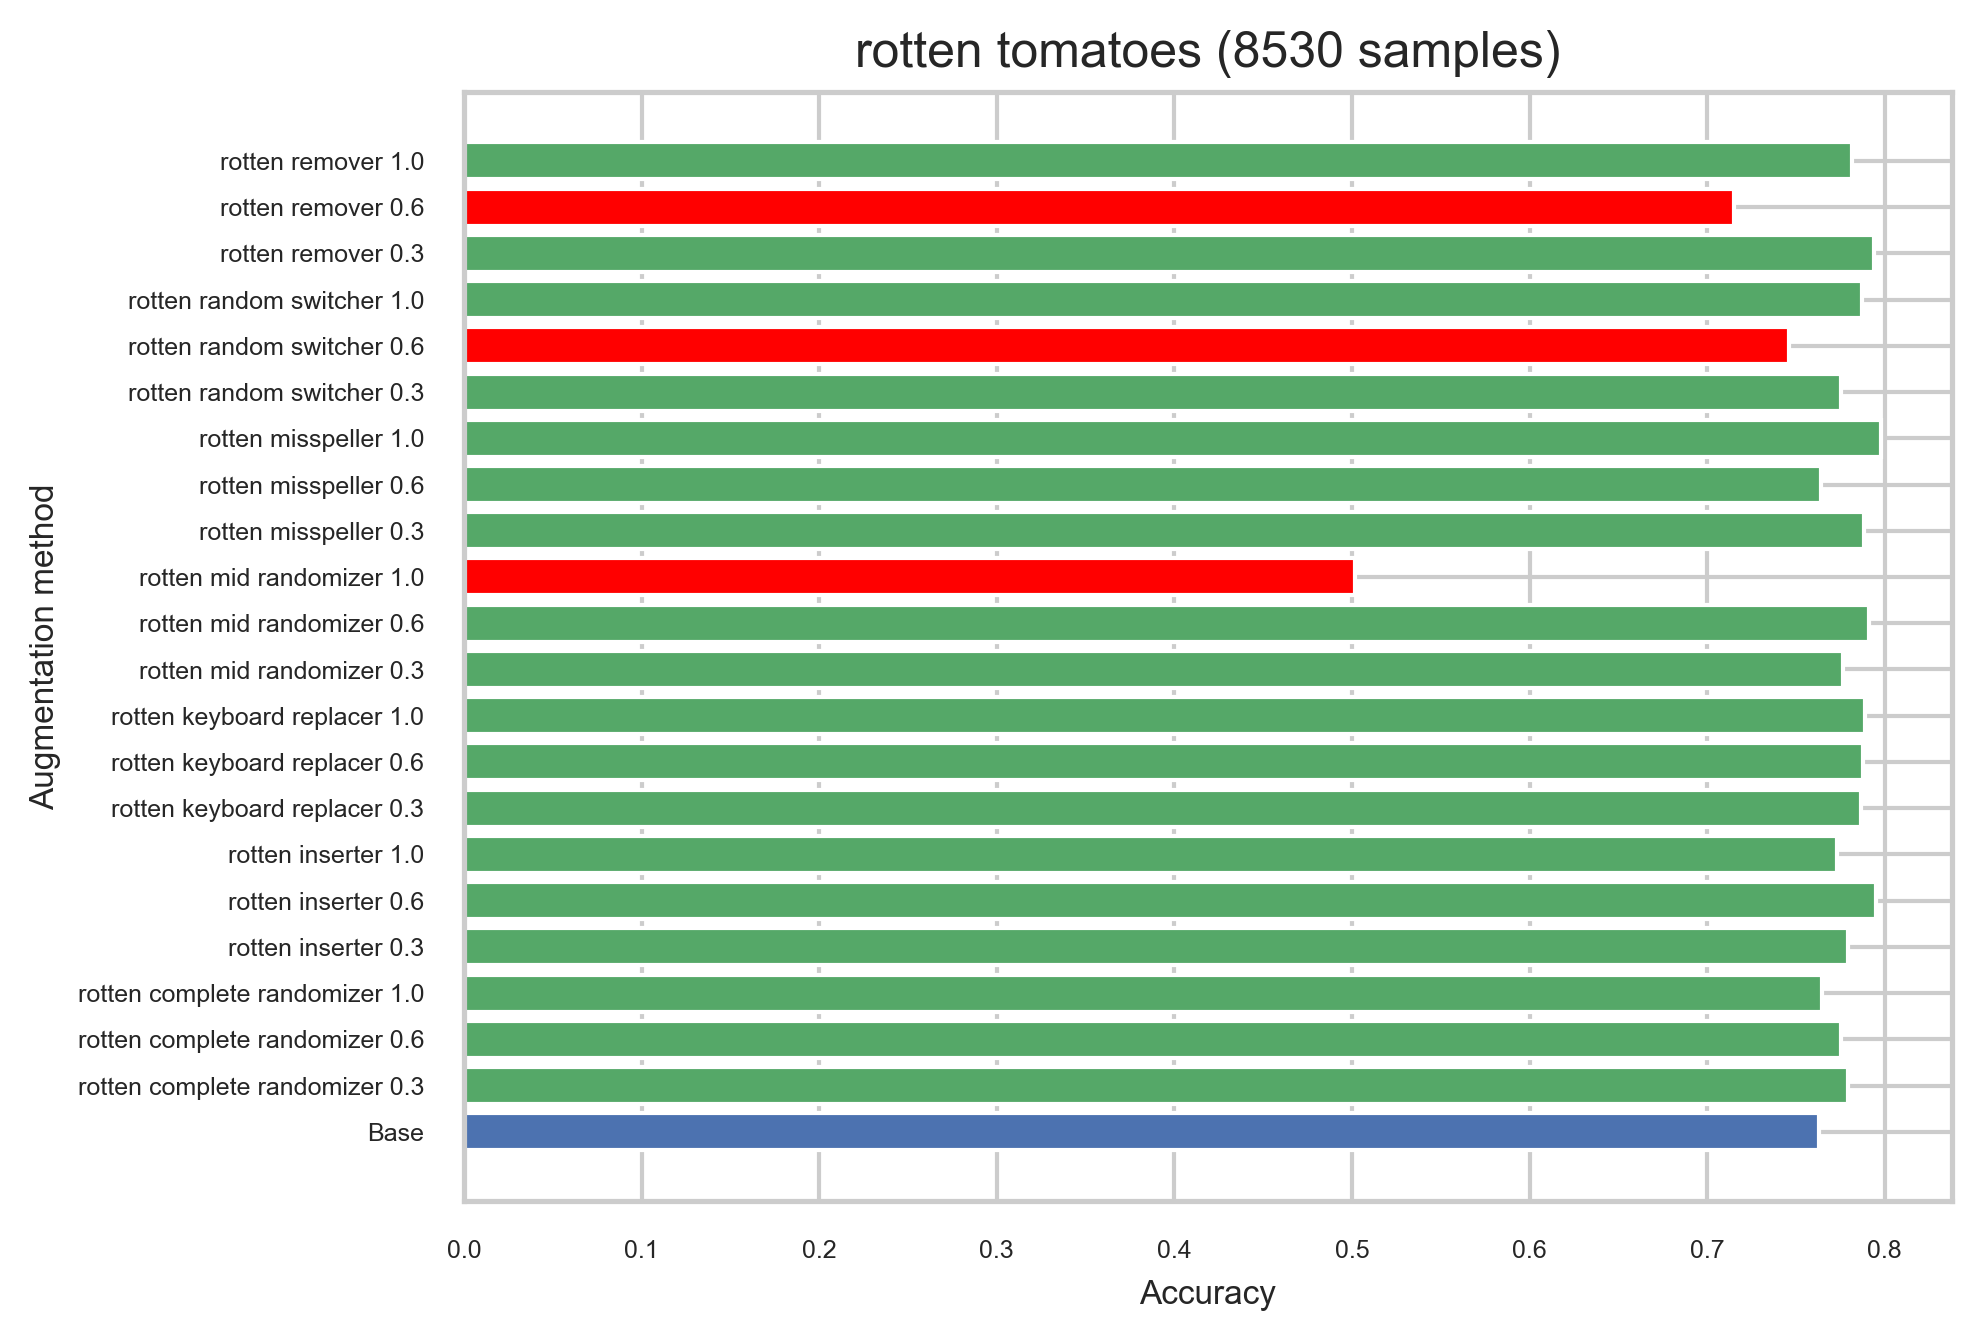 rotten tomatoes (8530 samples)
Augmentation method
rotten remover 1.0
rotten remover 0.6
rotten remover 0.3
rotten random switcher 1.0
rotten random switcher 0.6
rotten random switcher 0.3
rotten misspeller 1.0
rotten misspeller 0.6
rotten misspeller 0.3
rotten mid randomizer 1.0
rotten mid randomizer 0.6
rotten mid randomizer 0.3
rotten keyboard replacer 1.0
rotten keyboard replacer 0.6
rotten keyboard replacer 0.3
rotten inserter 1.0
rotten inserter 0.6
rotten inserter 0.3
rotten complete randomizer 1.0
rotten complete randomizer 0.6
rotten complete randomizer 0.3
Base
0.0 0.1 0.2 0.3 0.4 0.5 0.6 0.7 0.8
Accuracy